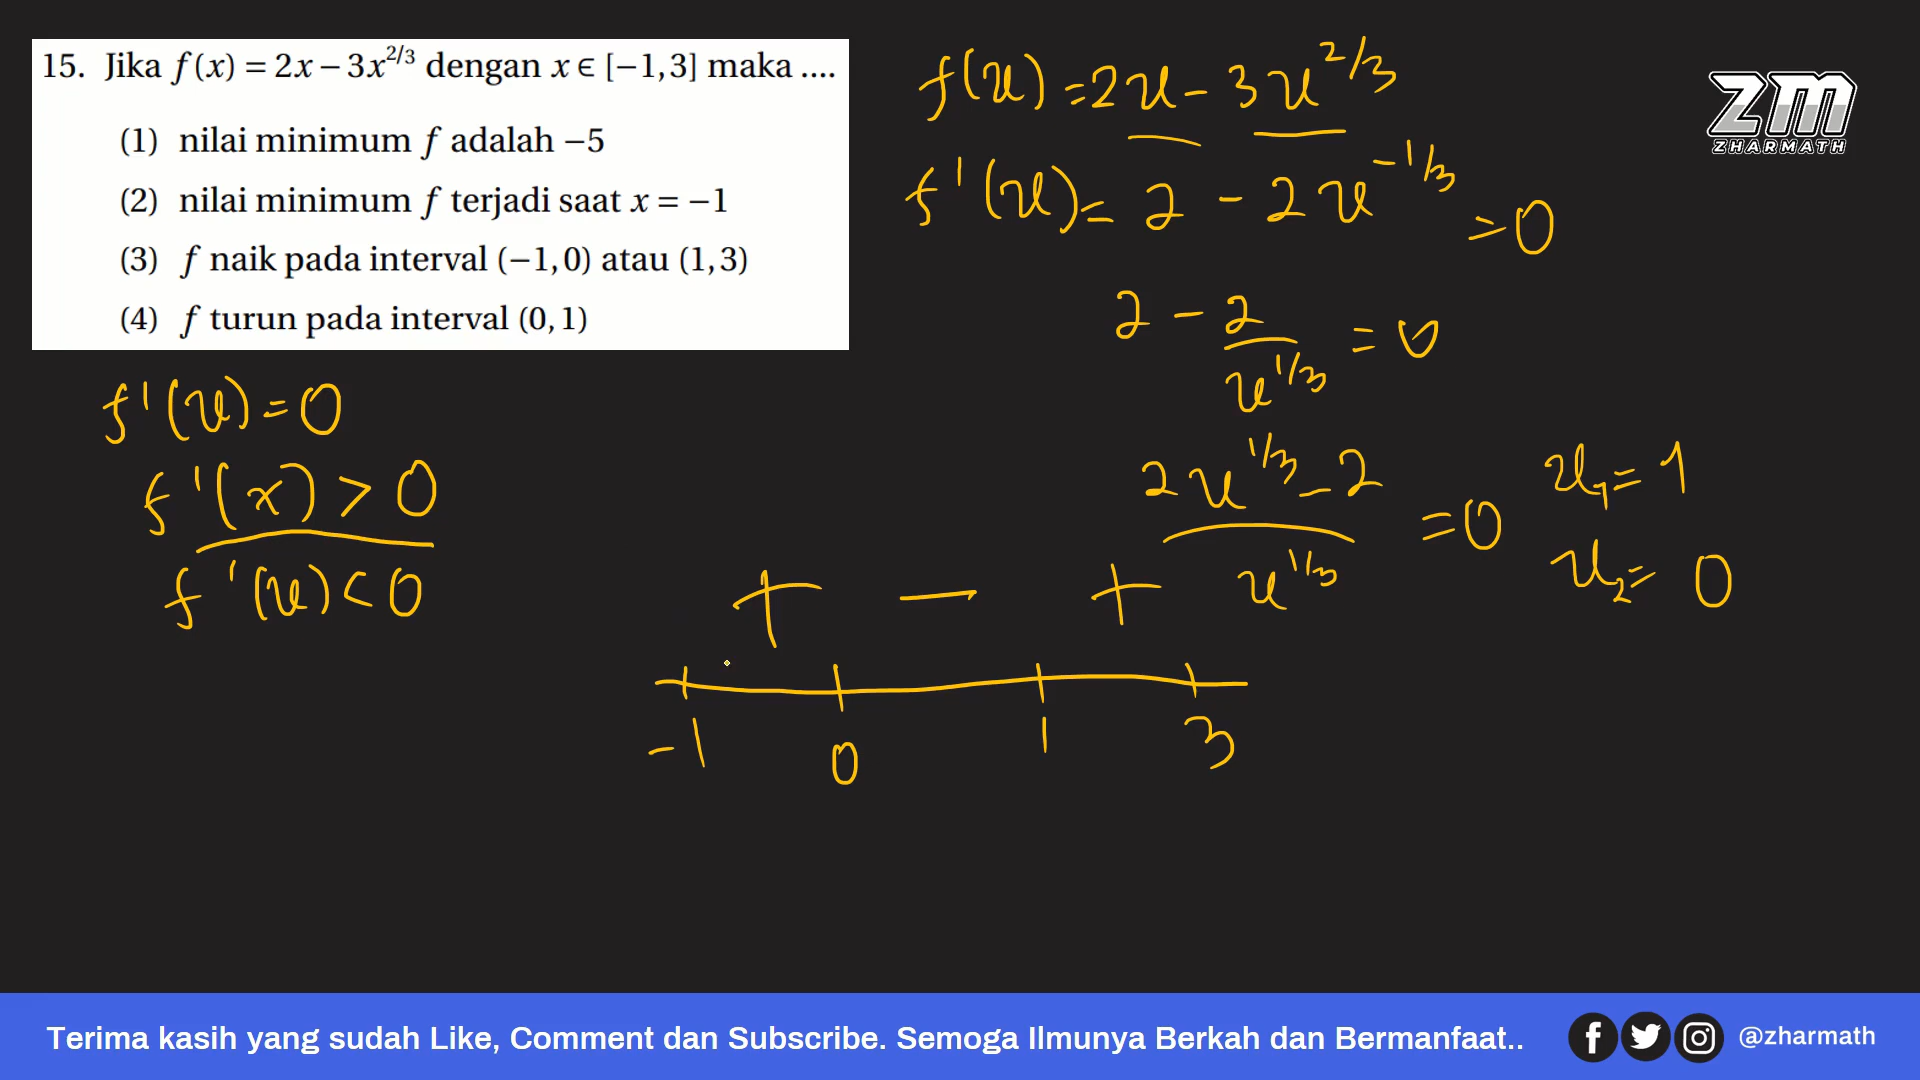 15. Jika f(x) = 2x − 3x^{2/3} dengan x ∈ [−1,3] maka ....
(1) nilai minimum f adalah −5
(2) nilai minimum f terjadi saat x = −1
(3) f naik pada interval (−1,0) atau (1,3)
(4) f turun pada interval (0,1)
f(x) = 2x − 3x^{2/3}
f'(x) = 2 − 2x^{-1/3} = 0
2 − 2/x^{1/3} = 0
(2x^{1/3} − 2)/x^{1/3} = 0
x₁ = 1
x₂ = 0
f'(x) = 0
f'(x) > 0
f'(x) < 0
+ − +
-1 0 1 3
ZM
ZHARMATH
Terima kasih yang sudah Like, Comment dan Subscribe. Semoga Ilmunya Berkah dan Bermanfaat..
@zharmath